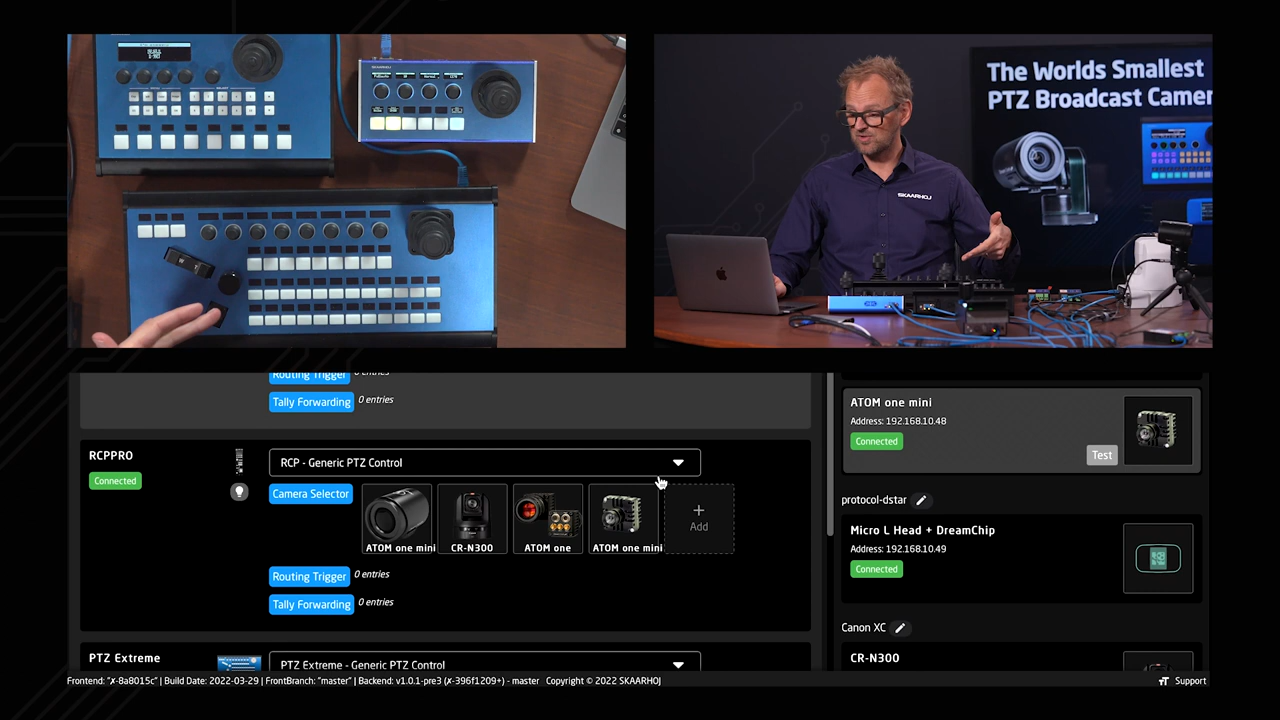 The Worlds Smallest
PTZ Broadcast Camer
SKAARHOJ
SKAARHOJ
Routing Trigger
0 entries
Tally Forwarding
0 entries
RCPPRO
Connected
RCP - Generic PTZ Control
Camera Selector
ATOM one mini
CR-N300
ATOM one
ATOM one mini
+
Add
Routing Trigger
0 entries
Tally Forwarding
0 entries
PTZ Extreme
PTZ Extreme - Generic PTZ Control
ATOM one mini
Address: 192.168.10.48
Connected
Test
protocol-dstar
Micro L Head + DreamChip
Address: 192.168.10.49
Connected
Canon XC
CR-N300
Frontend: "✗-8a8015c" | Build Date: 2022-03-29 | FrontBranch: "master" | Backend: v1.0.1-pre3 (✗-396f1209+) - master Copyright © 2022 SKAARHOJ
Support